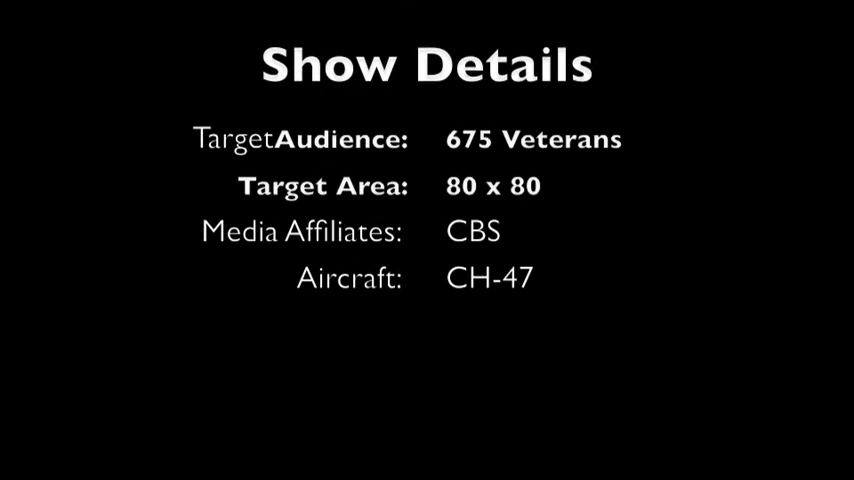 Show Details
TargetAudience: 675 Veterans
Target Area: 80 x 80
Media Affiliates: CBS
Aircraft: CH-47